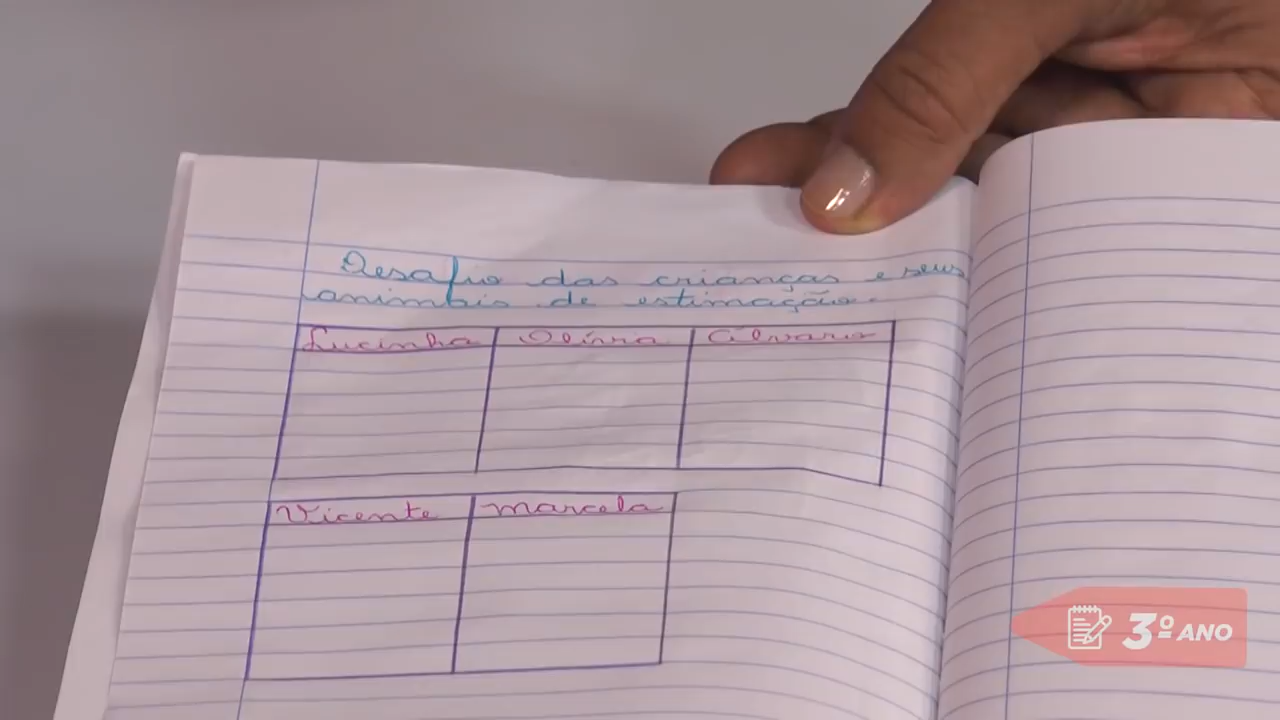 Desafio das crianças e seus
animais de estimação.
Lucinha Olívia Álvaro
Vicente Marcela
3º ANO